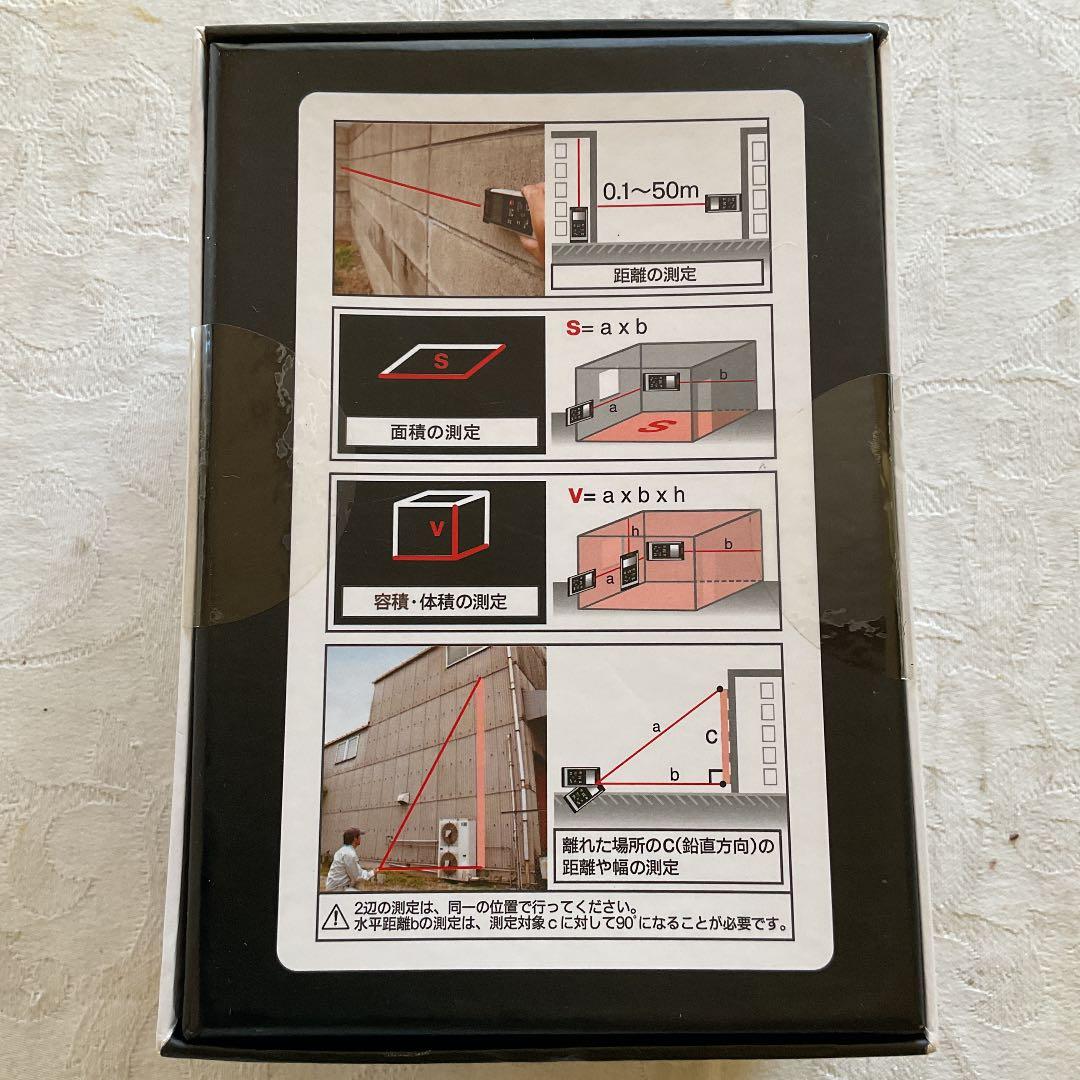 0.1～50m
距離の測定
S
面積の測定
S= a x b
a
b
S
V
容積・体積の測定
V= a x b x h
h
a
b
a
b
C
離れた場所のC(鉛直方向)の
距離や幅の測定
2辺の測定は、同一の位置で行ってください。
水平距離bの測定は、測定対象cに対して90°になることが必要です。